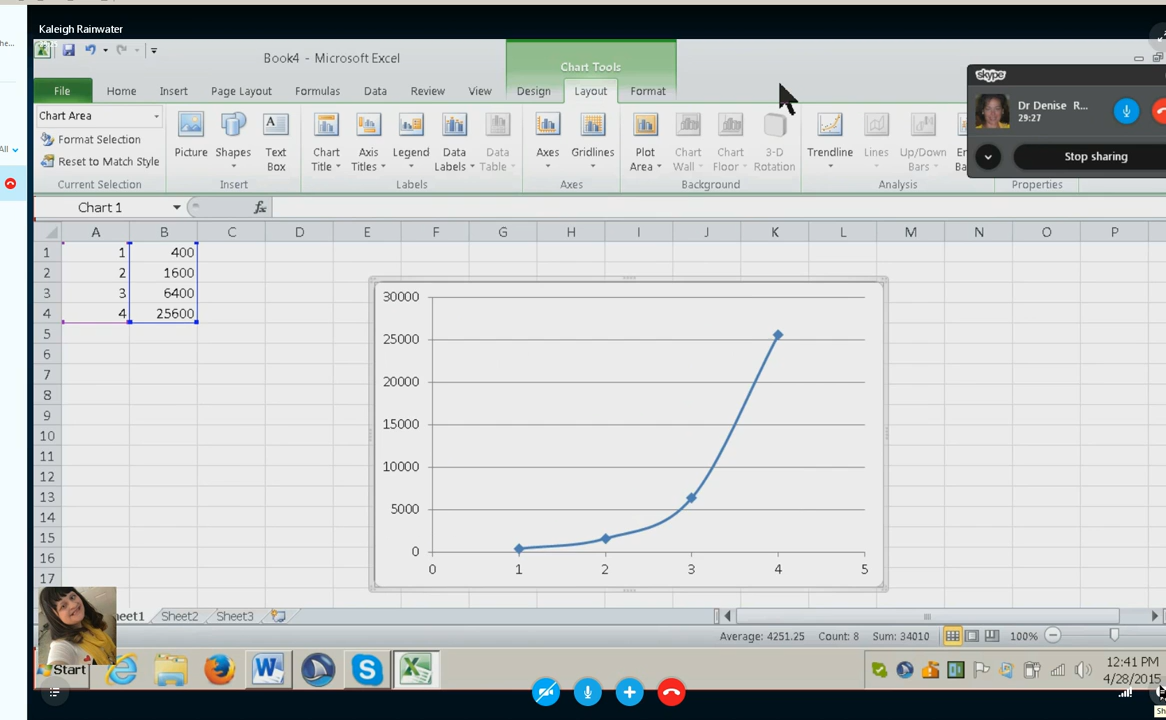 Kaleigh Rainwater
he...
Book4 - Microsoft Excel
Chart Tools
skype
File Home Insert Page Layout Formulas Data Review View Design Layout Format
Dr Denise R...
29:27
Chart Area
Format Selection
Reset to Match Style
Current Selection
Picture Shapes Text Box
Insert
Chart Title Axis Titles Legend Data Labels Data Table
Labels
Axes Gridlines
Axes
Plot Area Chart Wall Chart Floor 3-D Rotation
Background
Trendline Lines Up/Down Bars
Analysis
Properties
Stop sharing
All
Chart 1 fx
A B C D E F G H I J K L M N O P
1 1 400
2 2 1600
3 3 6400
4 4 25600
5
6
7
8
9
10
11
12
13
14
15
16
17
30000
25000
20000
15000
10000
5000
0
0 1 2 3 4 5
heet1 Sheet2 Sheet3
Average: 4251.25 Count: 8 Sum: 34010 100%
Start
12:41 PM
4/28/2015